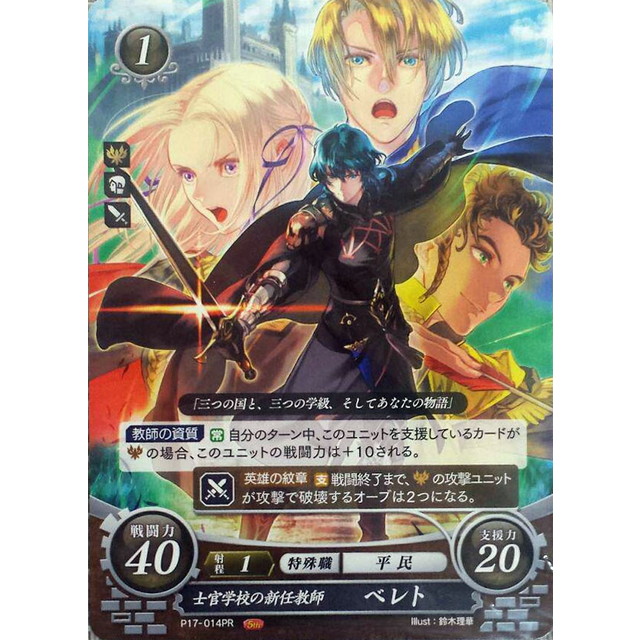 1
「三つの国と、三つの学級、そしてあなたの物語」
教師の資質 常 自分のターン中、このユニットを支援しているカードが
の場合、このユニットの戦闘力は+10される。
英雄の紋章 支 戦闘終了まで、の攻撃ユニット
が攻撃で破壊するオーブは2つになる。
戦闘力
40
射程 1 特殊職 平民
支援力
20
士官学校の新任教師 ベレト
P17-014PR 5th Illust:鈴木理華